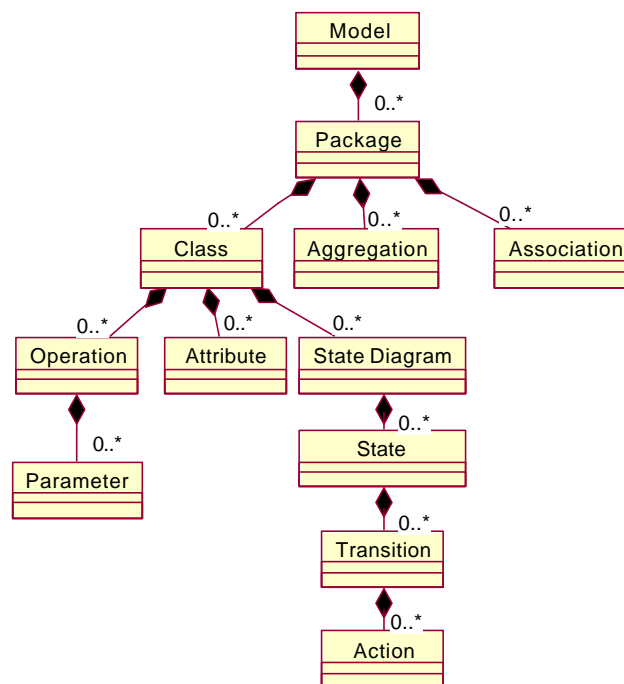 Model
0..*
Package
0..* 0..* 0..*
Class Aggregation Association
0..* 0..* 0..*
Operation Attribute State Diagram
0..*
State
0..*
Parameter
0..*
Transition
0..*
Action